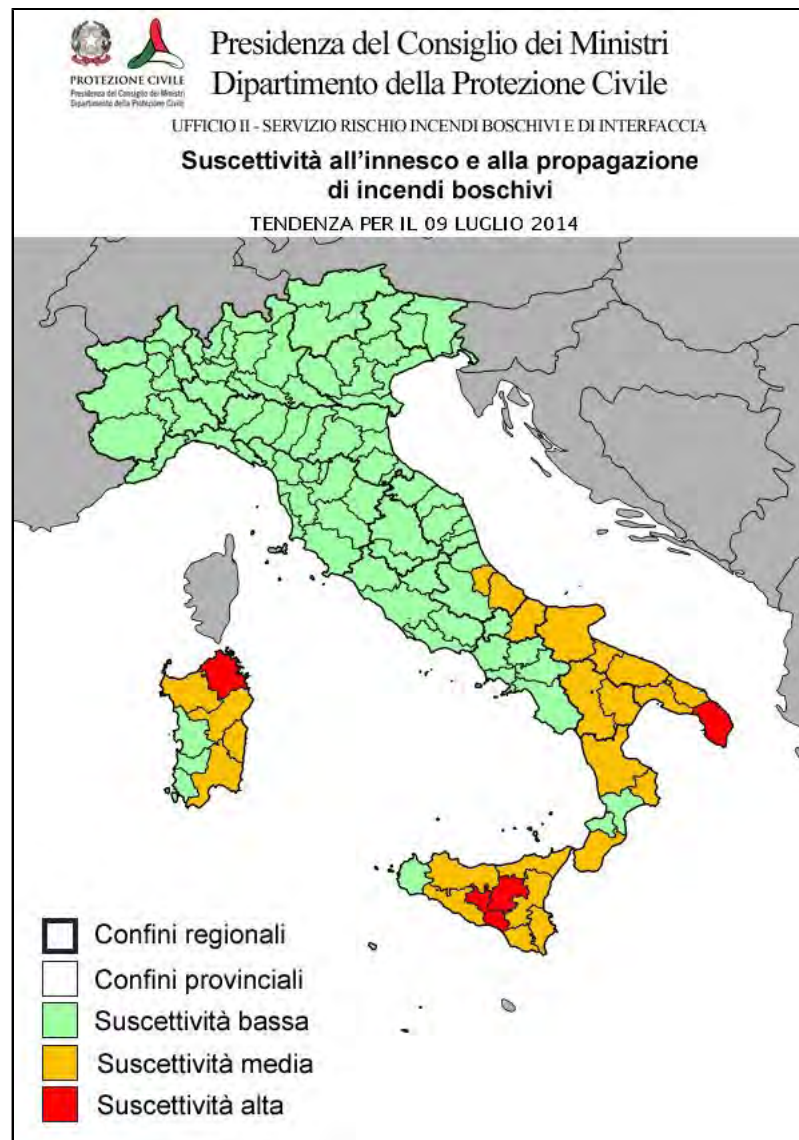 PROTEZIONE CIVILE
Presidenza del Consiglio dei Ministri
Dipartimento della Protezione Civile
Presidenza del Consiglio dei Ministri
Dipartimento della Protezione Civile
UFFICIO II - SERVIZIO RISCHIO INCENDI BOSCHIVI E DI INTERFACCIA
Suscettività all'innesco e alla propagazione
di incendi boschivi
TENDENZA PER IL 09 LUGLIO 2014
Confini regionali
Confini provinciali
Suscettività bassa
Suscettività media
Suscettività alta